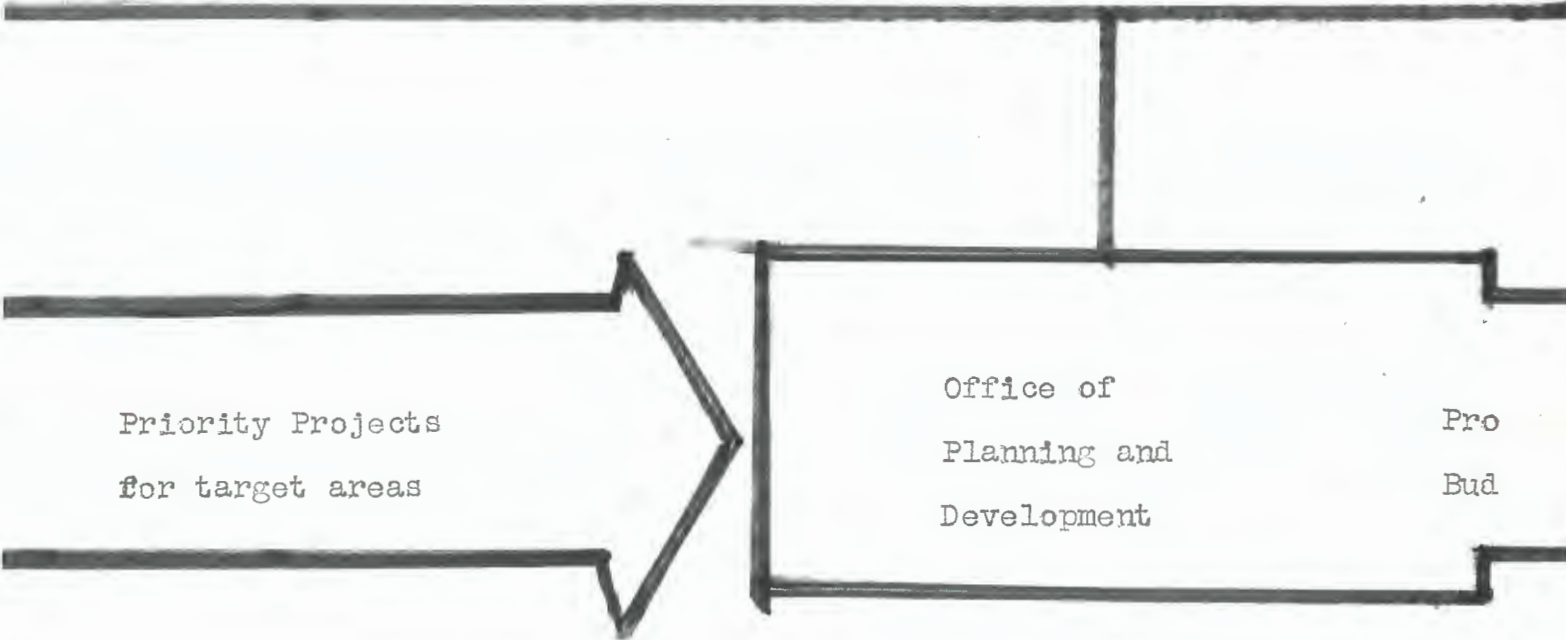 Priority Projects
for target areas
Office of
Planning and
Development
Pro
Bud